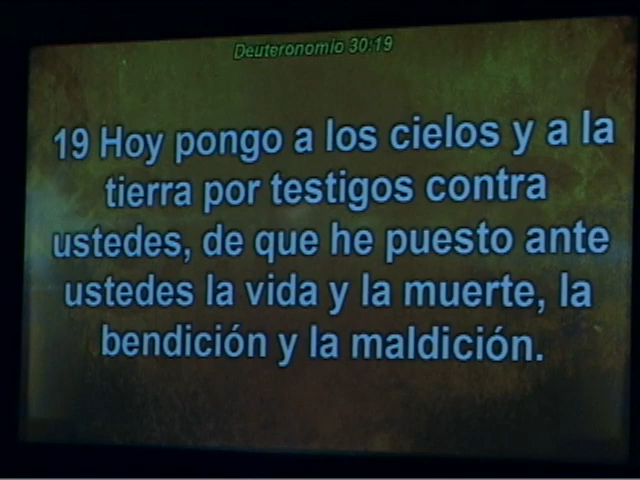 Deuteronomio 30:19
19 Hoy pongo a los cielos y a la
tierra por testigos contra
ustedes, de que he puesto ante
ustedes la vida y la muerte, la
bendición y la maldición.